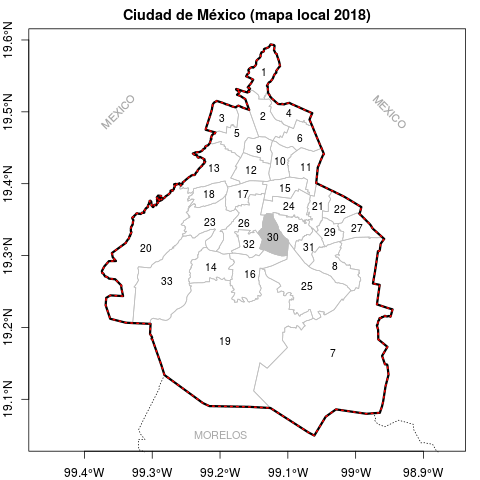 Ciudad de México (mapa local 2018)
19.6°N
19.5°N
19.4°N
19.3°N
19.2°N
19.1°N
MEXICO
MEXICO
1
2
3
4
5
6
9
10
11
12
13
15
17
18
24
21
22
23
26
28
29
27
30
20
32
31
14
16
8
33
25
19
7
MORELOS
99.4°W
99.3°W
99.2°W
99.1°W
99°W
98.9°W